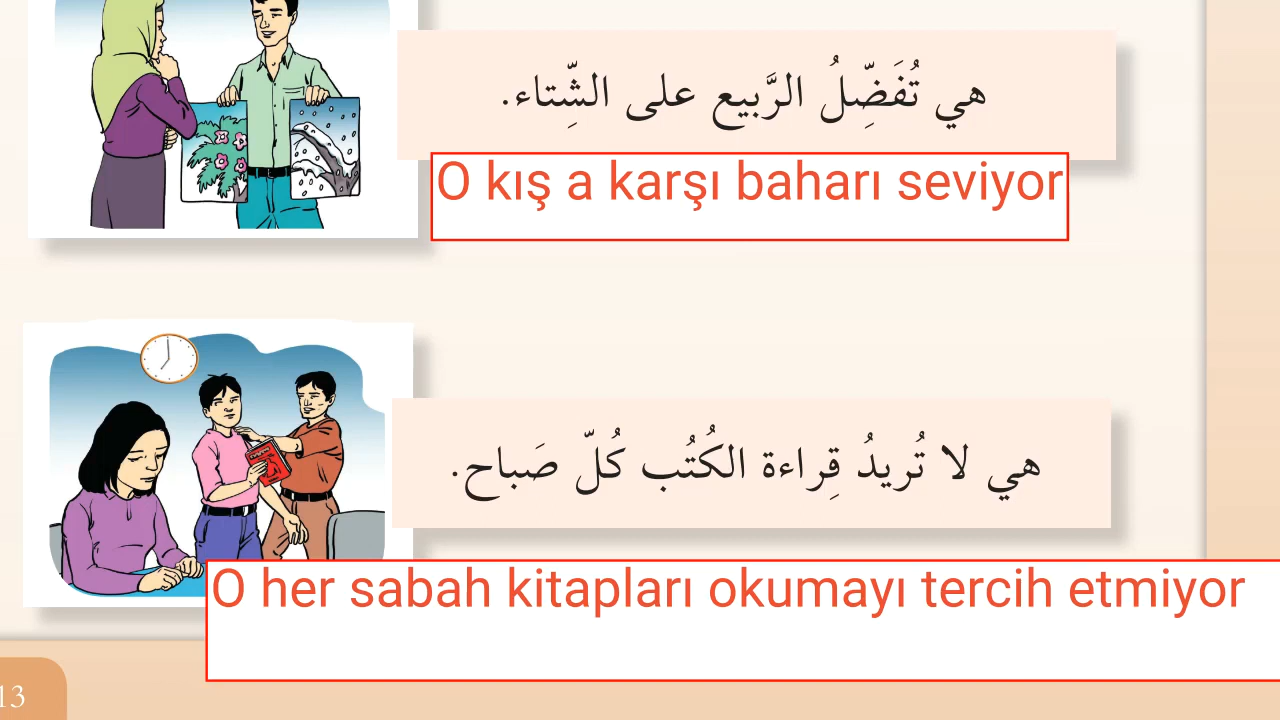 هي تُفَضِّلُ الرَّبيع على الشِّتاء.
O kış a karşı baharı seviyor
هي لا تُريدُ قِراءة الكُتُب كُلّ صَباح.
O her sabah kitapları okumayı tercih etmiyor
13